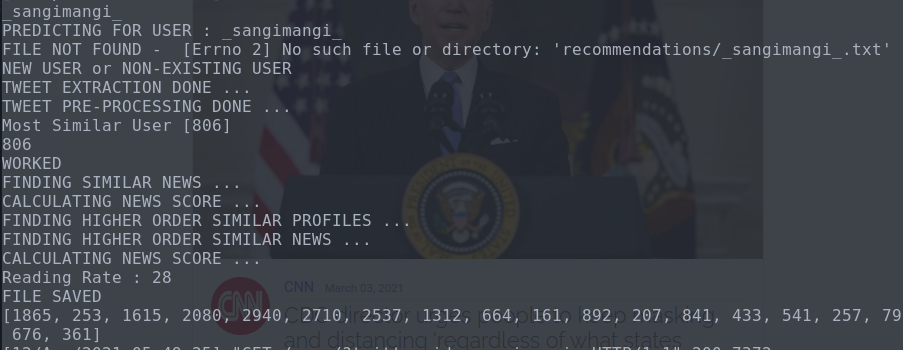 _sangimangi_
PREDICTING FOR USER : _sangimangi_
FILE NOT FOUND -  [Errno 2] No such file or directory: 'recommendations/_sangimangi_.txt'
NEW USER or NON-EXISTING USER
TWEET EXTRACTION DONE ...
TWEET PRE-PROCESSING DONE ...
Most Similar User [806]
806
WORKED
FINDING SIMILAR NEWS ...
CALCULATING NEWS SCORE ...
FINDING HIGHER ORDER SIMILAR PROFILES ...
FINDING HIGHER ORDER SIMILAR NEWS ...
CALCULATING NEWS SCORE ...
Reading Rate : 28
FILE SAVED
[1865, 253, 1615, 2080, 2940, 2710, 2537, 1312, 664, 161, 892, 207, 841, 433, 541, 257, 79
676, 361]
CNN
CNN March 03, 2021
director urges
and distancing 'regardless of what states